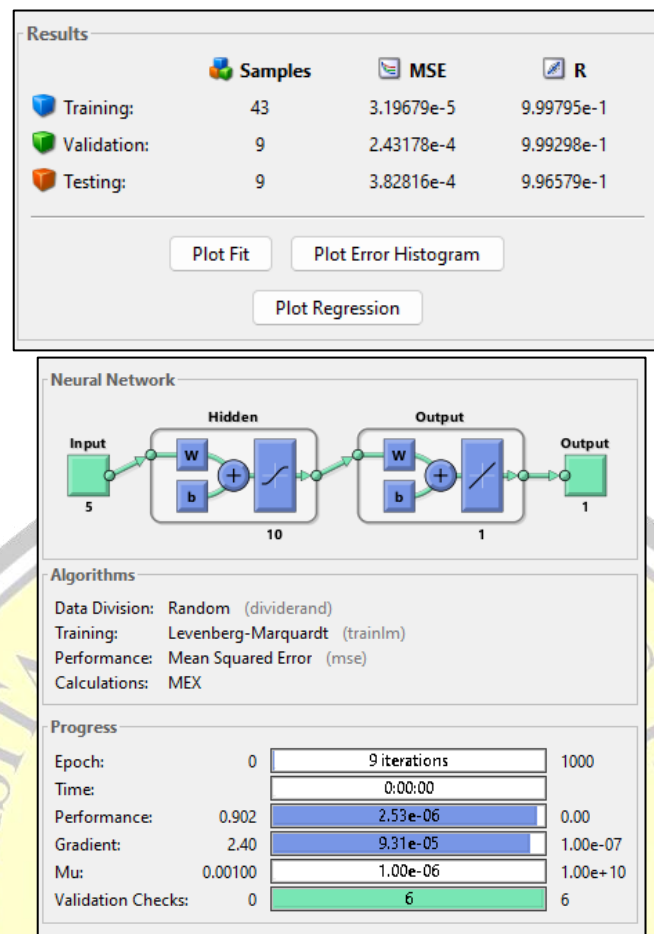 Results
Samples MSE R
Training: 43 3.19679e-5 9.99795e-1
Validation: 9 2.43178e-4 9.99298e-1
Testing: 9 3.82816e-4 9.96579e-1
Plot Fit Plot Error Histogram
Plot Regression
Neural Network
Hidden Output
Input Output
W W
b b
5 10 1 1
Algorithms
Data Division: Random (dividerand)
Training: Levenberg-Marquardt (trainlm)
Performance: Mean Squared Error (mse)
Calculations: MEX
Progress
Epoch: 0 9 iterations 1000
Time: 0:00:00
Performance: 0.902 2.53e-06 0.00
Gradient: 2.40 9.31e-05 1.00e-07
Mu: 0.00100 1.00e-06 1.00e+10
Validation Checks: 0 6 6